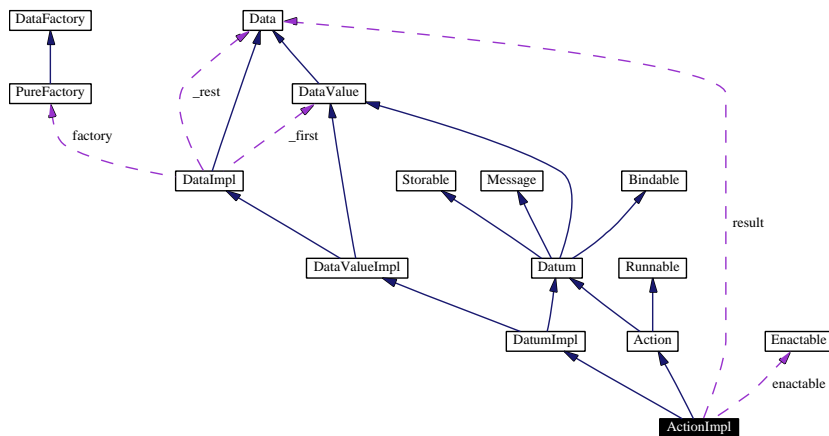 DataFactory
Data
PureFactory
_rest
DataValue
factory
_first
DataImpl
Storable
Message
Bindable
result
DataValueImpl
Datum
Runnable
DatumImpl
Action
Enactable
enactable
ActionImpl